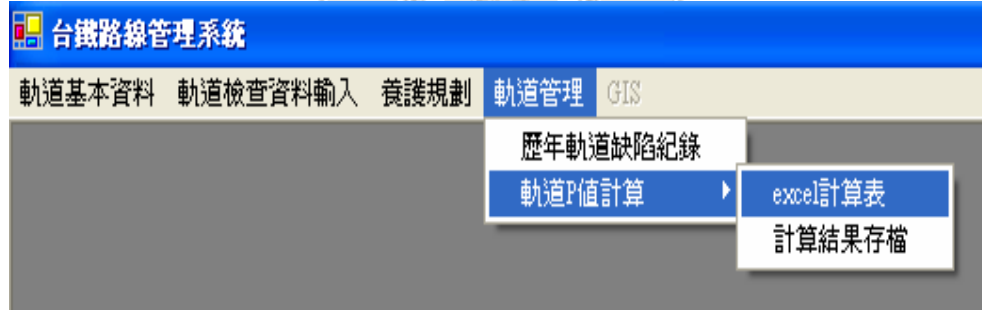 台鐵路線管理系統
軌道基本資料 軌道檢查資料輸入 養護規劃 軌道管理 GIS
歷年軌道缺陷紀錄
軌道P值計算 excel計算表
計算結果存檔